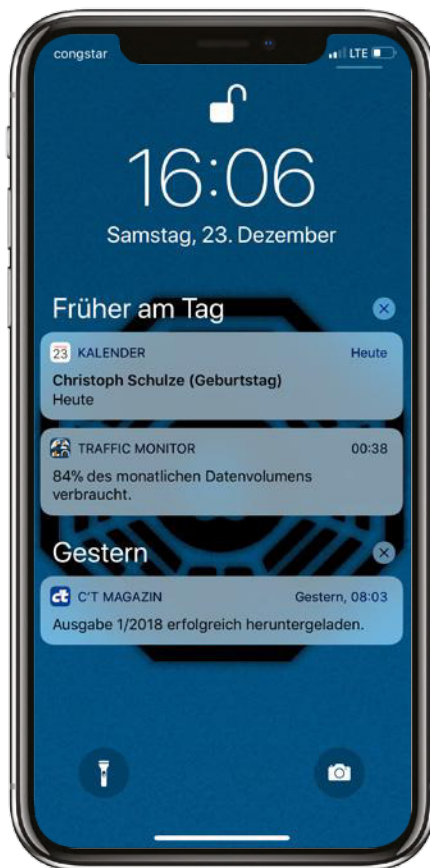 congstar LTE
16:06
Samstag, 23. Dezember
Früher am Tag
23 KALENDER Heute
Christoph Schulze (Geburtstag)
Heute
TRAFFIC MONITOR 00:38
84% des monatlichen Datenvolumens
verbraucht.
Gestern
ct C'T MAGAZIN Gestern, 08:03
Ausgabe 1/2018 erfolgreich heruntergeladen.